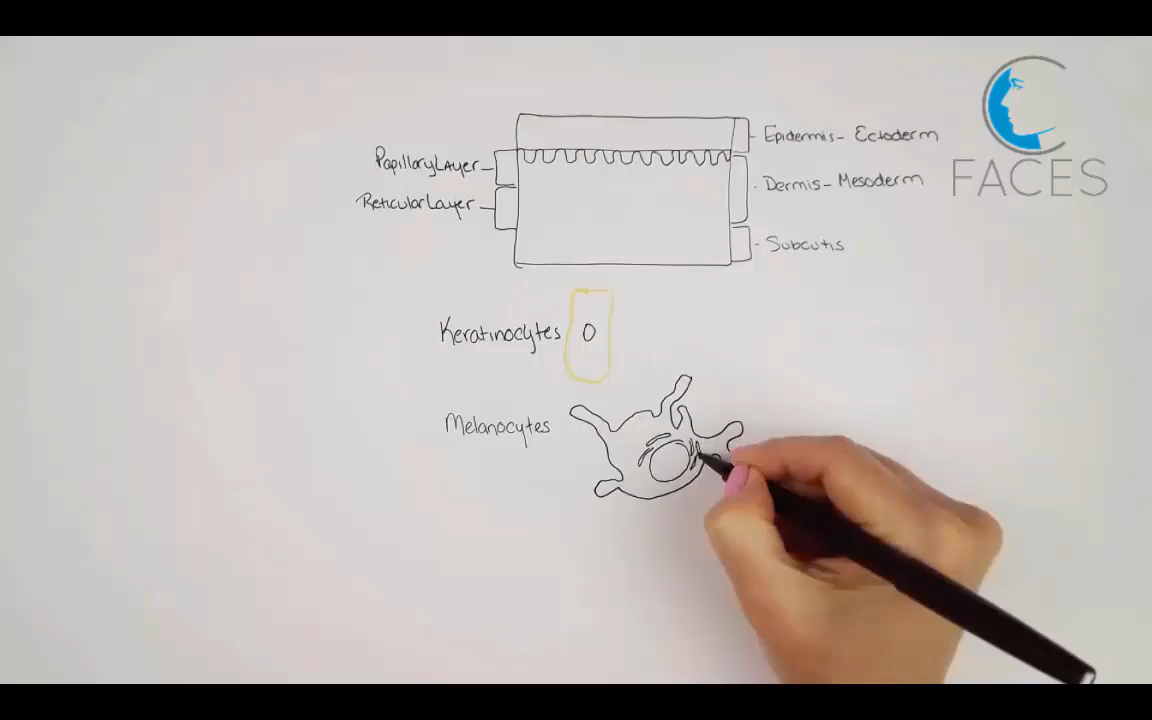 FACES
Epidermis - Ectoderm
Papillary Layer
Dermis - Mesoderm
Reticular Layer
Subcutis
Keratinocytes
Melanocytes